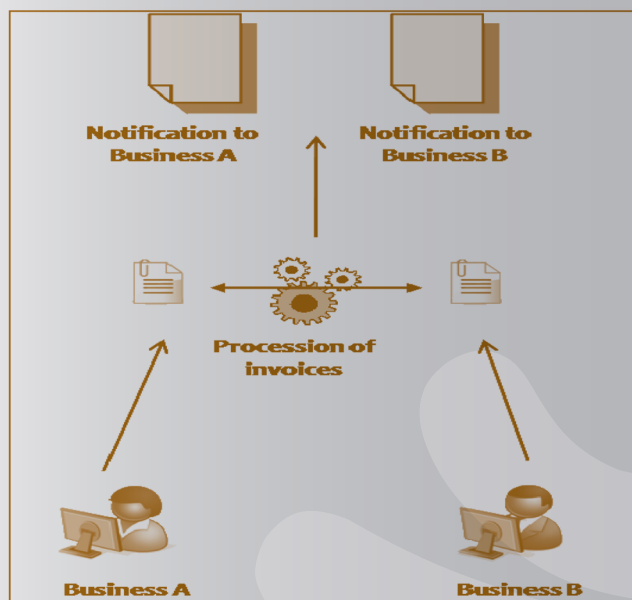 Notification to
Business A
Notification to
Business B
Procession of
invoices
Business A
Business B